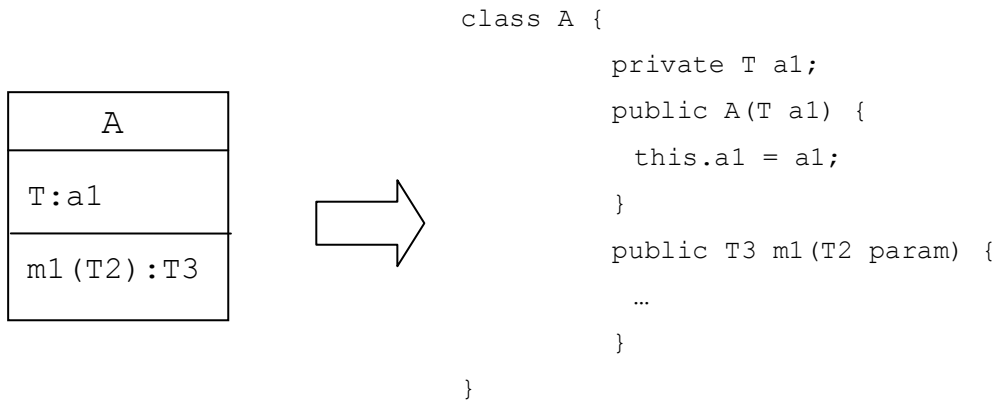 A
T:a1
m1(T2):T3
class A {
private T a1;
public A(T a1) {
this.a1 = a1;
}
public T3 m1(T2 param) {
…
}
}